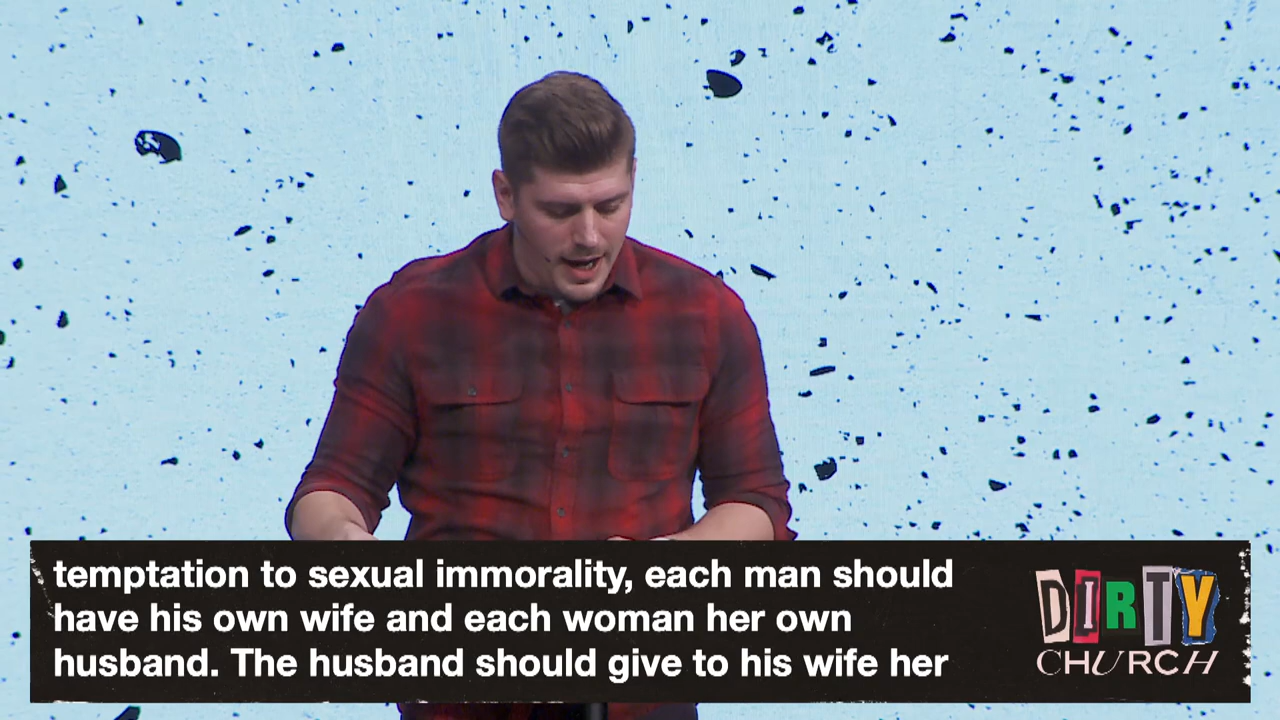 temptation to sexual immorality, each man should
have his own wife and each woman her own
husband. The husband should give to his wife her
DIRTY
CHURCH